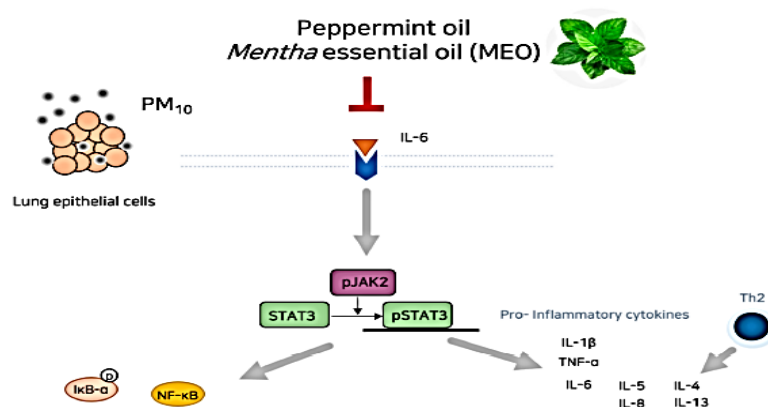 Peppermint oil
Mentha essential oil (MEO)
PM10
IL-6
Lung epithelial cells
pJAK2
STAT3
pSTAT3
Pro- Inflammatory cytokines
Th2
IL-1β
TNF-α
IL-6 IL-5 IL-4
IL-8 IL-13
p
IκB-α
NF-κB